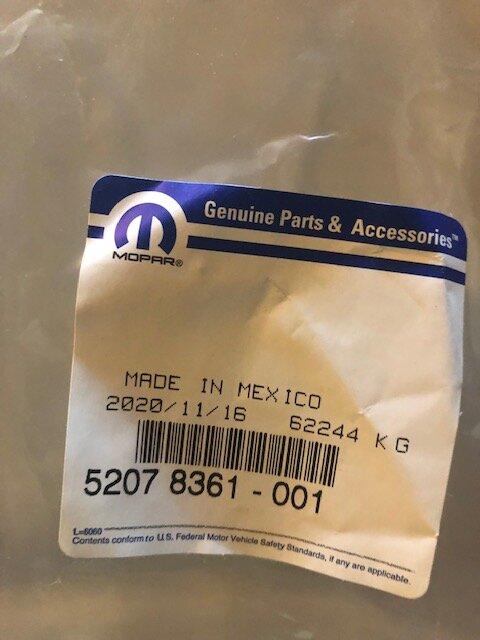 Genuine Parts & Accessories™
MOPAR®
MADE IN MEXICO
2020/11/16 62244 KG
5207 8361 - 001
L=6060
Contents conform to U.S. Federal Motor Vehicle Safety Standards, if any are applicable.